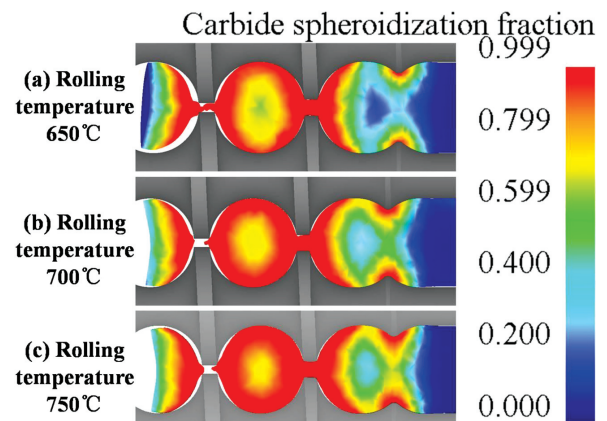 Carbide spheroidization fraction
(a) Rolling
temperature
650℃
(b) Rolling
temperature
700℃
(c) Rolling
temperature
750℃
0.999
0.799
0.599
0.400
0.200
0.000